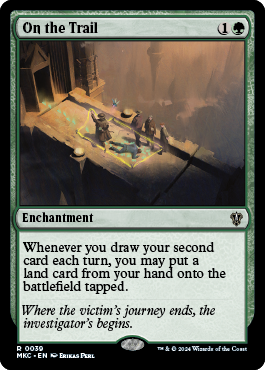 On the Trail 1
Enchantment
Whenever you draw your second
card each turn, you may put a
land card from your hand onto the
battlefield tapped.
Where the victim's journey ends, the
investigator's begins.
R 0039
MKC • EN Erikas Perl ™ & © 2024 Wizards of the Coast